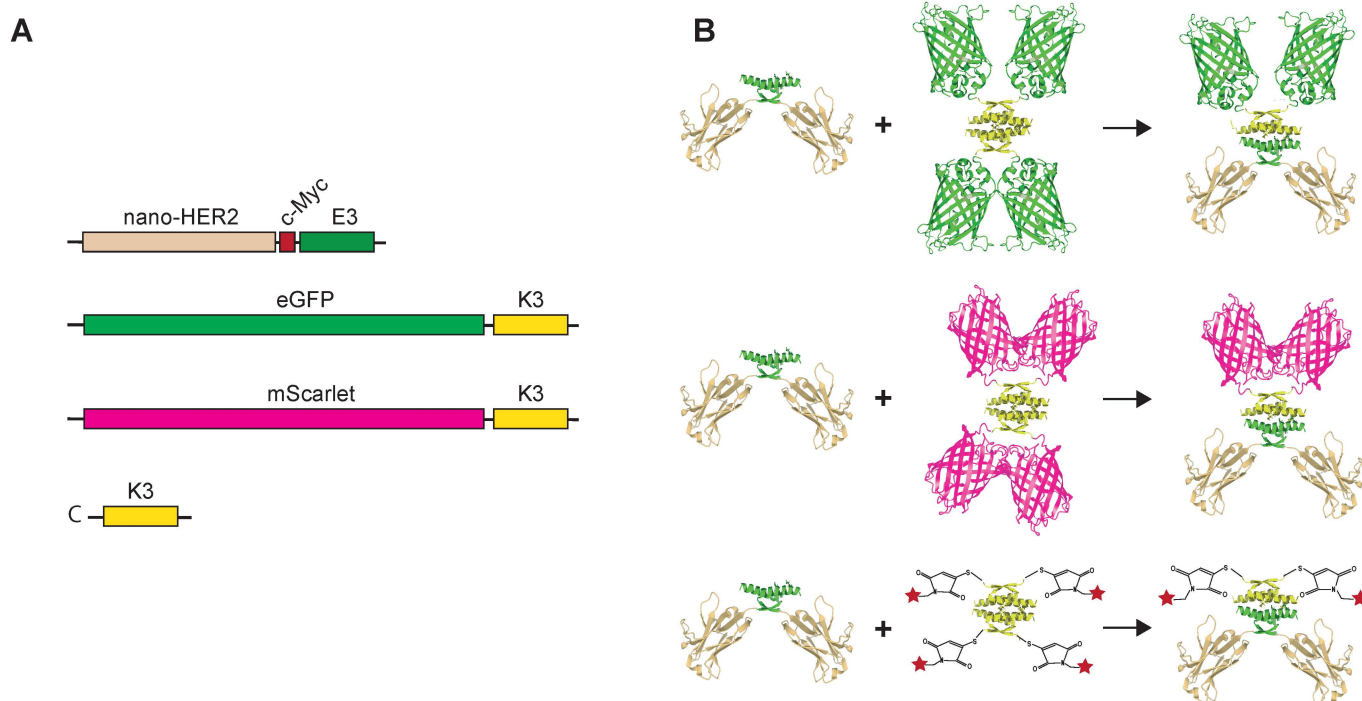 A
nano-HER2 c-Myc E3
eGFP K3
mScarlet K3
K3
C
B
+
+
S S
O O O O
N N
O O
S S
O O O O
N N
O O
+
S S
O O O O
N N
O O